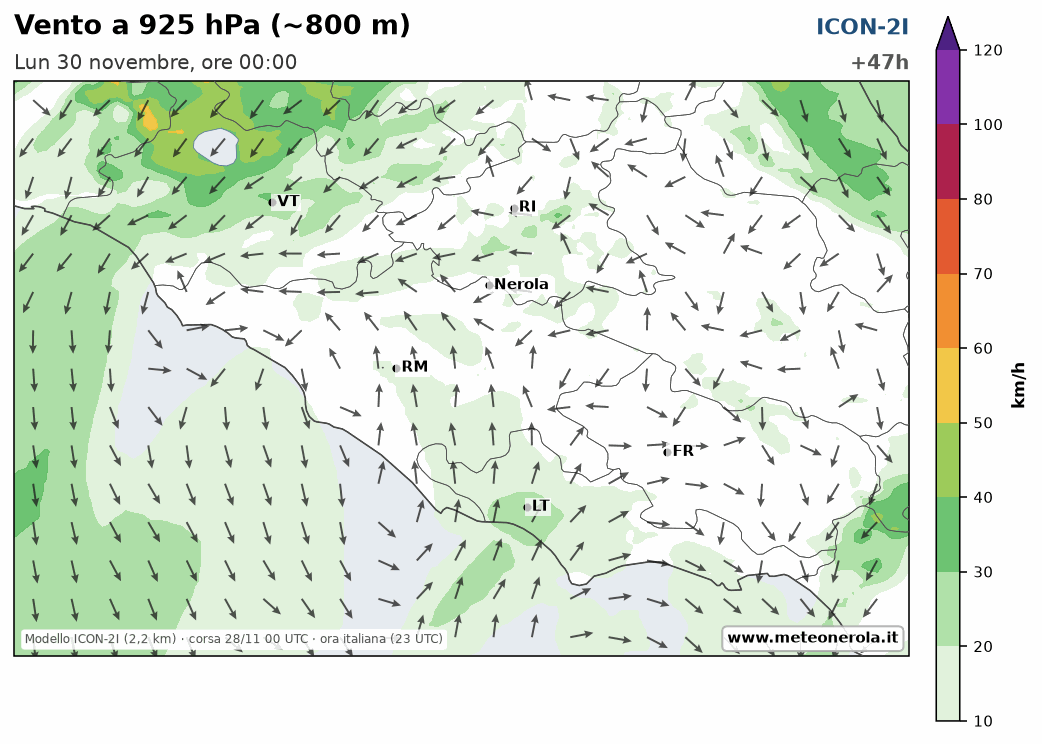 Vento a 925 hPa (~800 m)
ICON-2I
Lun 30 novembre, ore 00:00
+47h
VT
RI
Nerola
RM
FR
LT
Modello ICON-2I (2,2 km) · corsa 28/11 00 UTC · ora italiana (23 UTC)
www.meteonerola.it
120
100
80
70
60
50
40
30
20
10
km/h